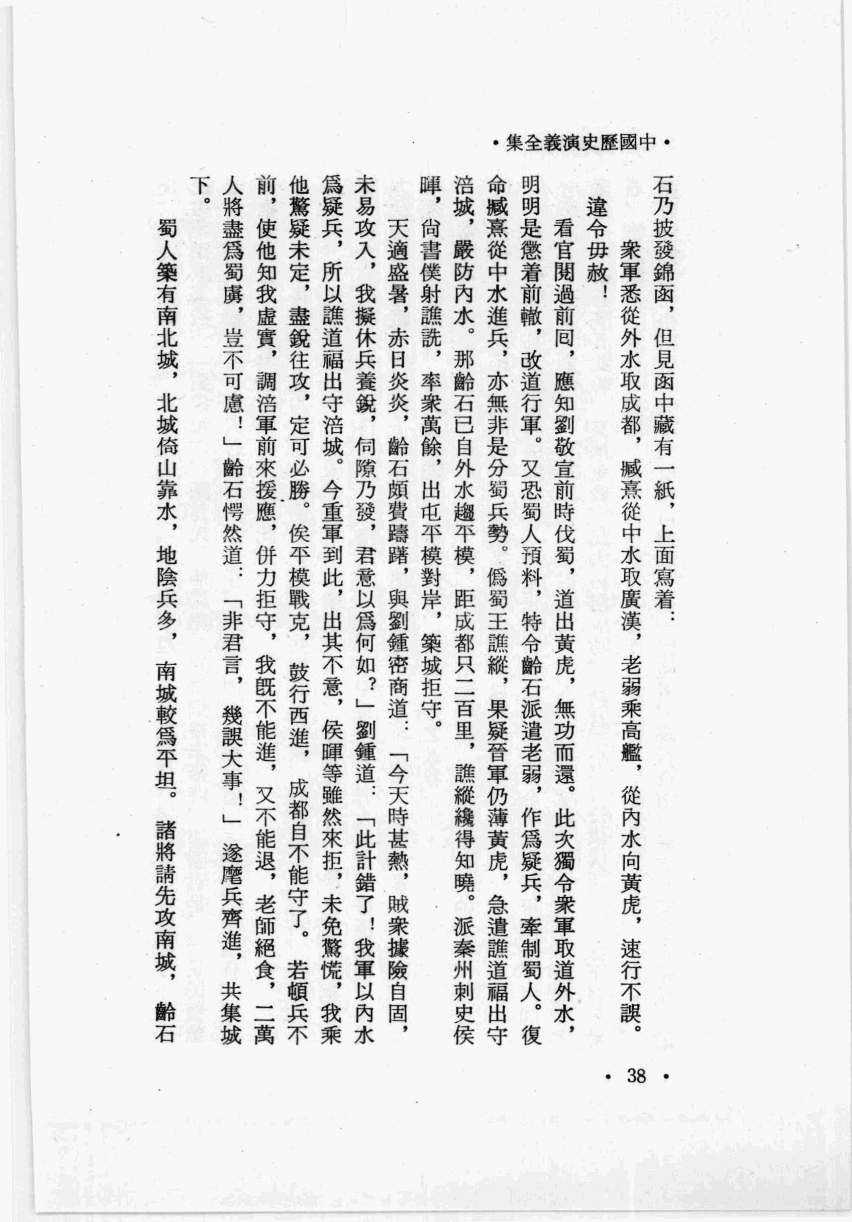 ·中國歷史演義全集·
石乃披發錦函，但見函中藏有一紙，上面寫着：
衆軍悉從外水取成都，臧熹從中水取廣漢，老弱乘高艦，從內水向黃虎，速行不誤。
違令毋赦！
看官閱過前回，應知劉敬宣前時伐蜀，道出黃虎，無功而還。此次獨令衆軍取道外水，
明明是懲着前轍，改道行軍。又恐蜀人預料，特令齡石派遣老弱，作爲疑兵，牽制蜀人。復
命臧熹從中水進兵，亦無非是分蜀兵勢。僞蜀王譙縱，果疑晉軍仍薄黃虎，急遣譙道福出守
涪城，嚴防內水。那齡石已自外水趨平模，距成都只二百里，譙縱纔得知曉。派秦州刺史侯
暉，尙書僕射譙詵，率衆萬餘，出屯平模對岸，築城拒守。
天適盛暑，赤日炎炎，齡石頗費躊躇，與劉鍾密商道：「今天時甚熱，賊衆據險自固，
未易攻入，我擬休兵養銳，伺隙乃發，君意以爲何如？」劉鍾道：「此計錯了！我軍以內水
爲疑兵，所以譙道福出守涪城。今重軍到此，出其不意，侯暉等雖然來拒，未免驚慌，我乘
他驚疑未定，盡銳往攻，定可必勝。俟平模戰克，鼓行西進，成都自不能守了。若頓兵不
前，使他知我虛實，調涪軍前來援應，併力拒守，我既不能進，又不能退，老師絕食，二萬
人將盡爲蜀虜，豈不可慮！」齡石愕然道：「非君言，幾誤大事！」遂麾兵齊進，共集城
下。
蜀人築有南北城，北城倚山靠水，地險兵多，南城較爲平坦。諸將請先攻南城，齡石
·38·